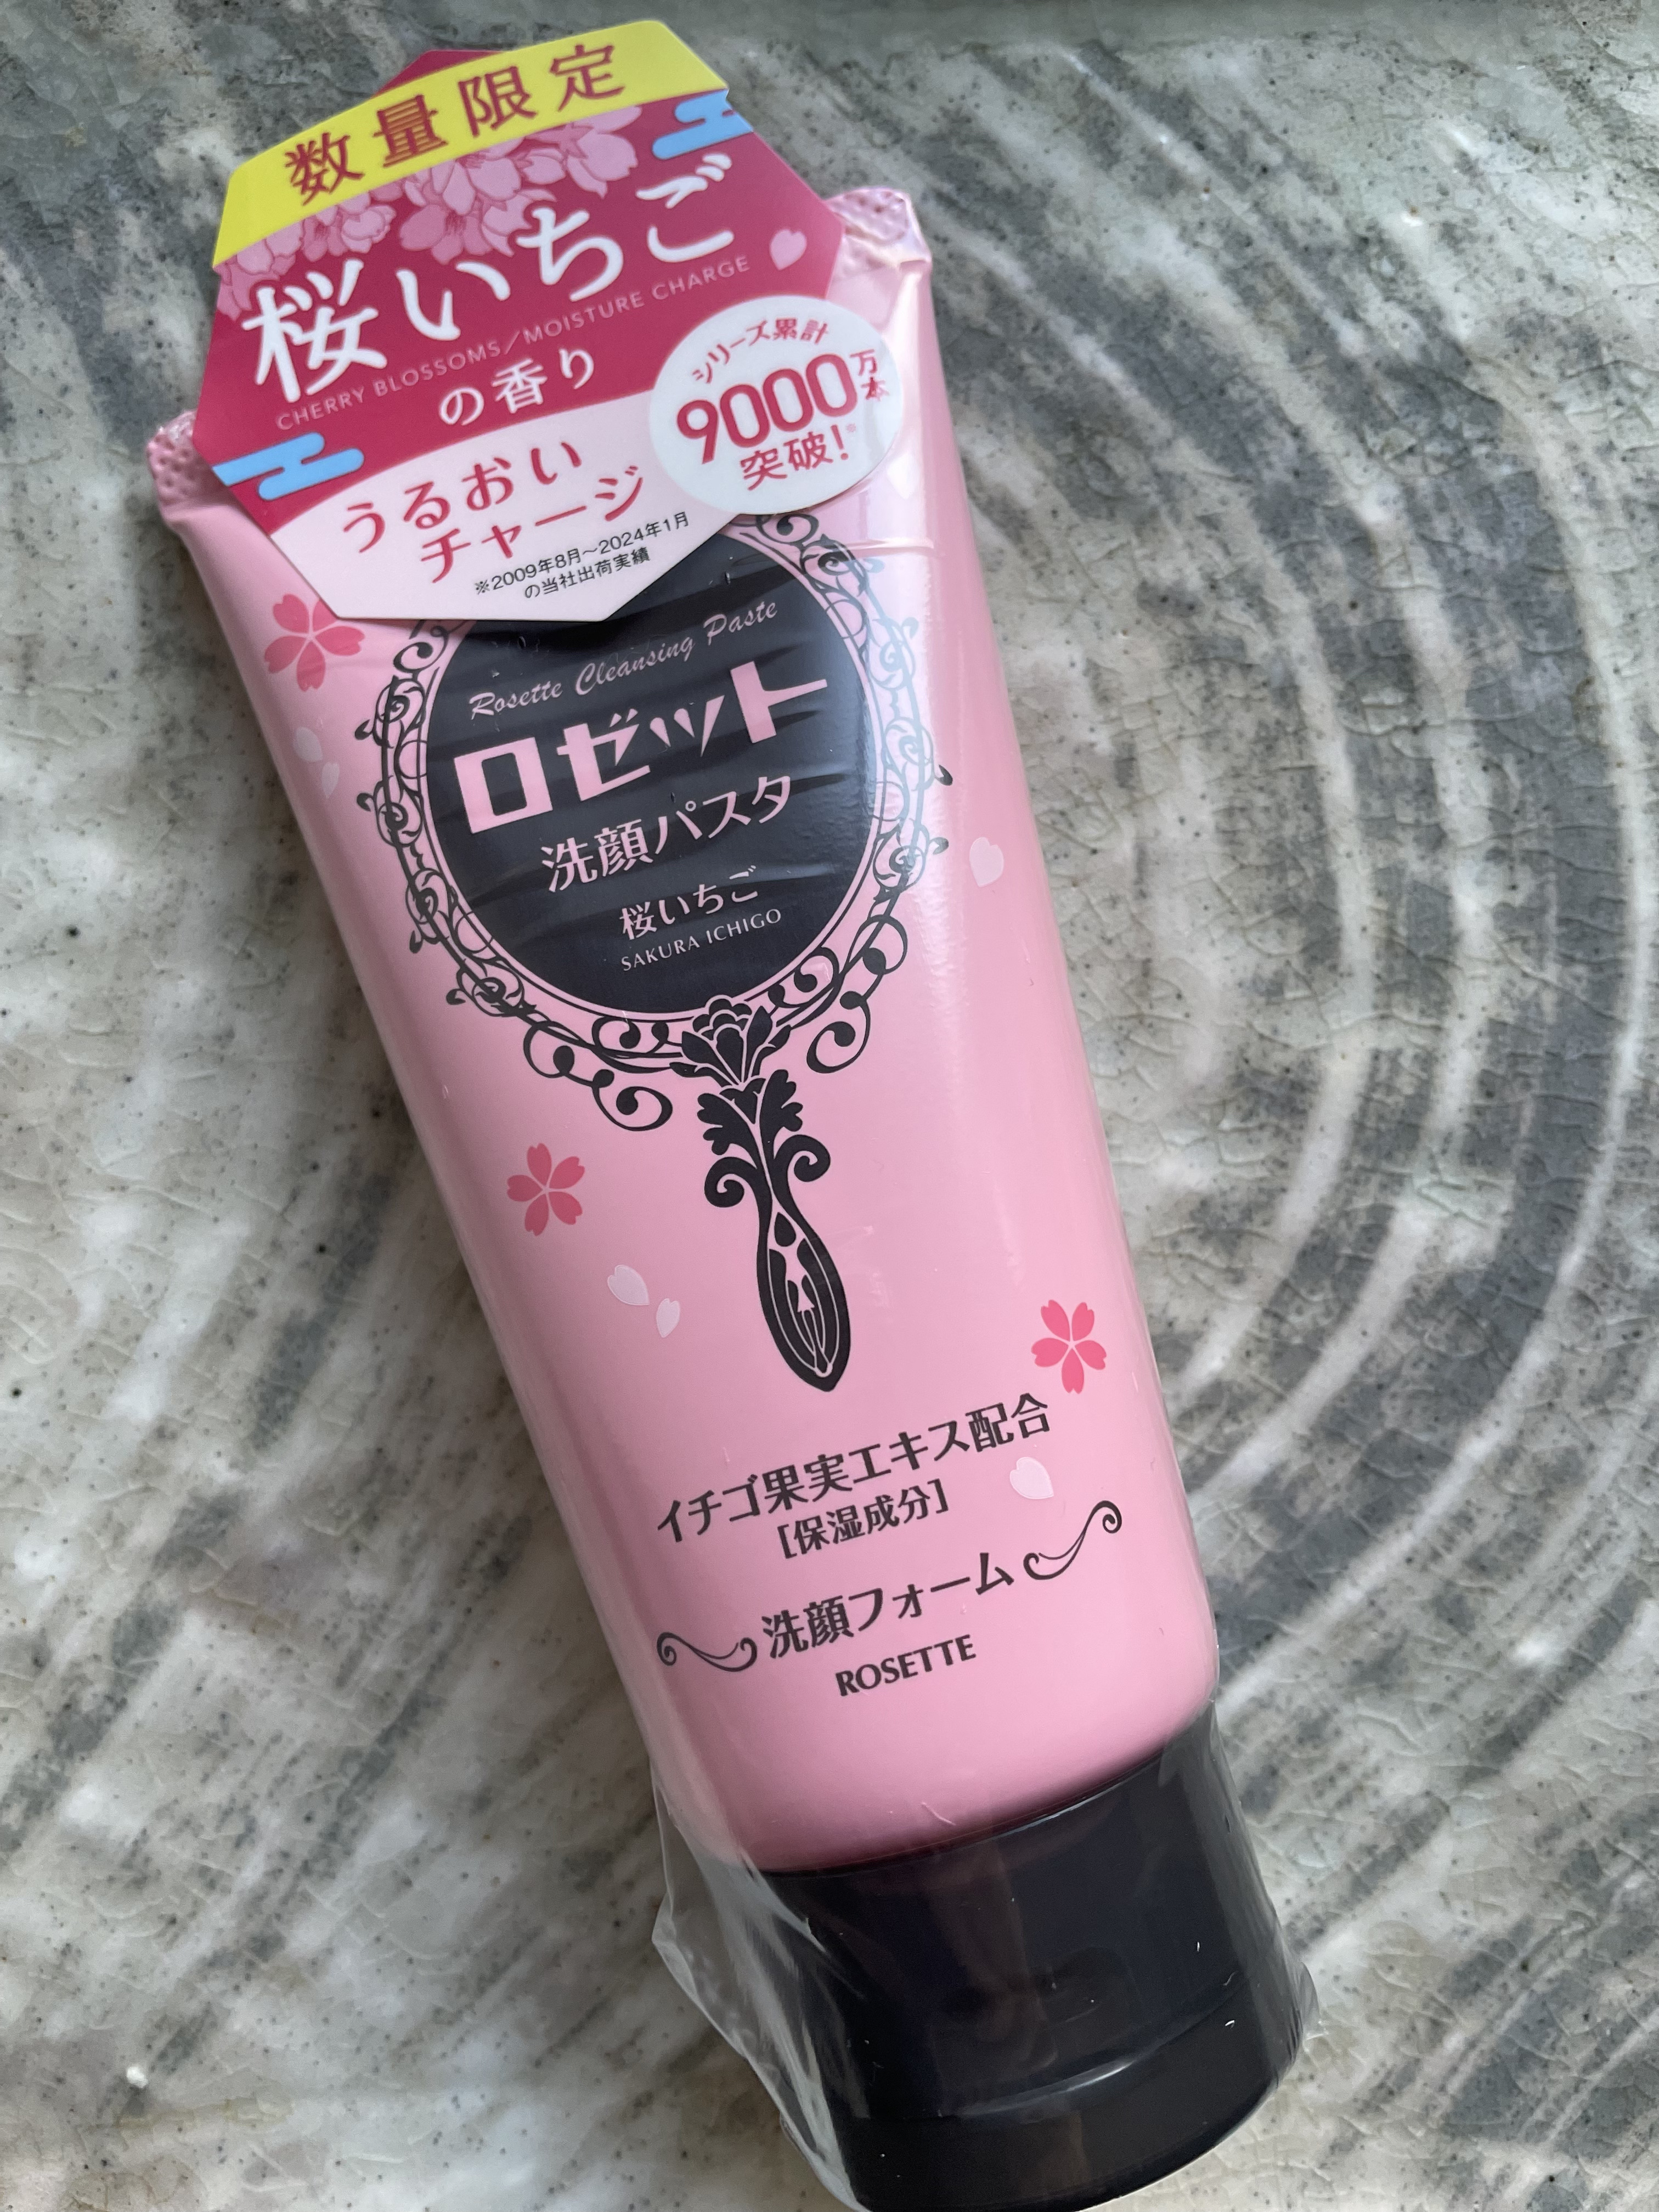 数量限定
桜いちご
CHERRY BLOSSOMS/MOISTURE CHARGE
の香り
シリーズ累計
9000万本
突破!※
うるおい
チャージ
※2009年8月~2024年1月
の当社出荷実績
Rosette Cleansing Paste
ロゼット
洗顔パスタ
桜いちご
SAKURA ICHIGO
イチゴ果実エキス配合
[保湿成分]
洗顔フォーム
ROSETTE